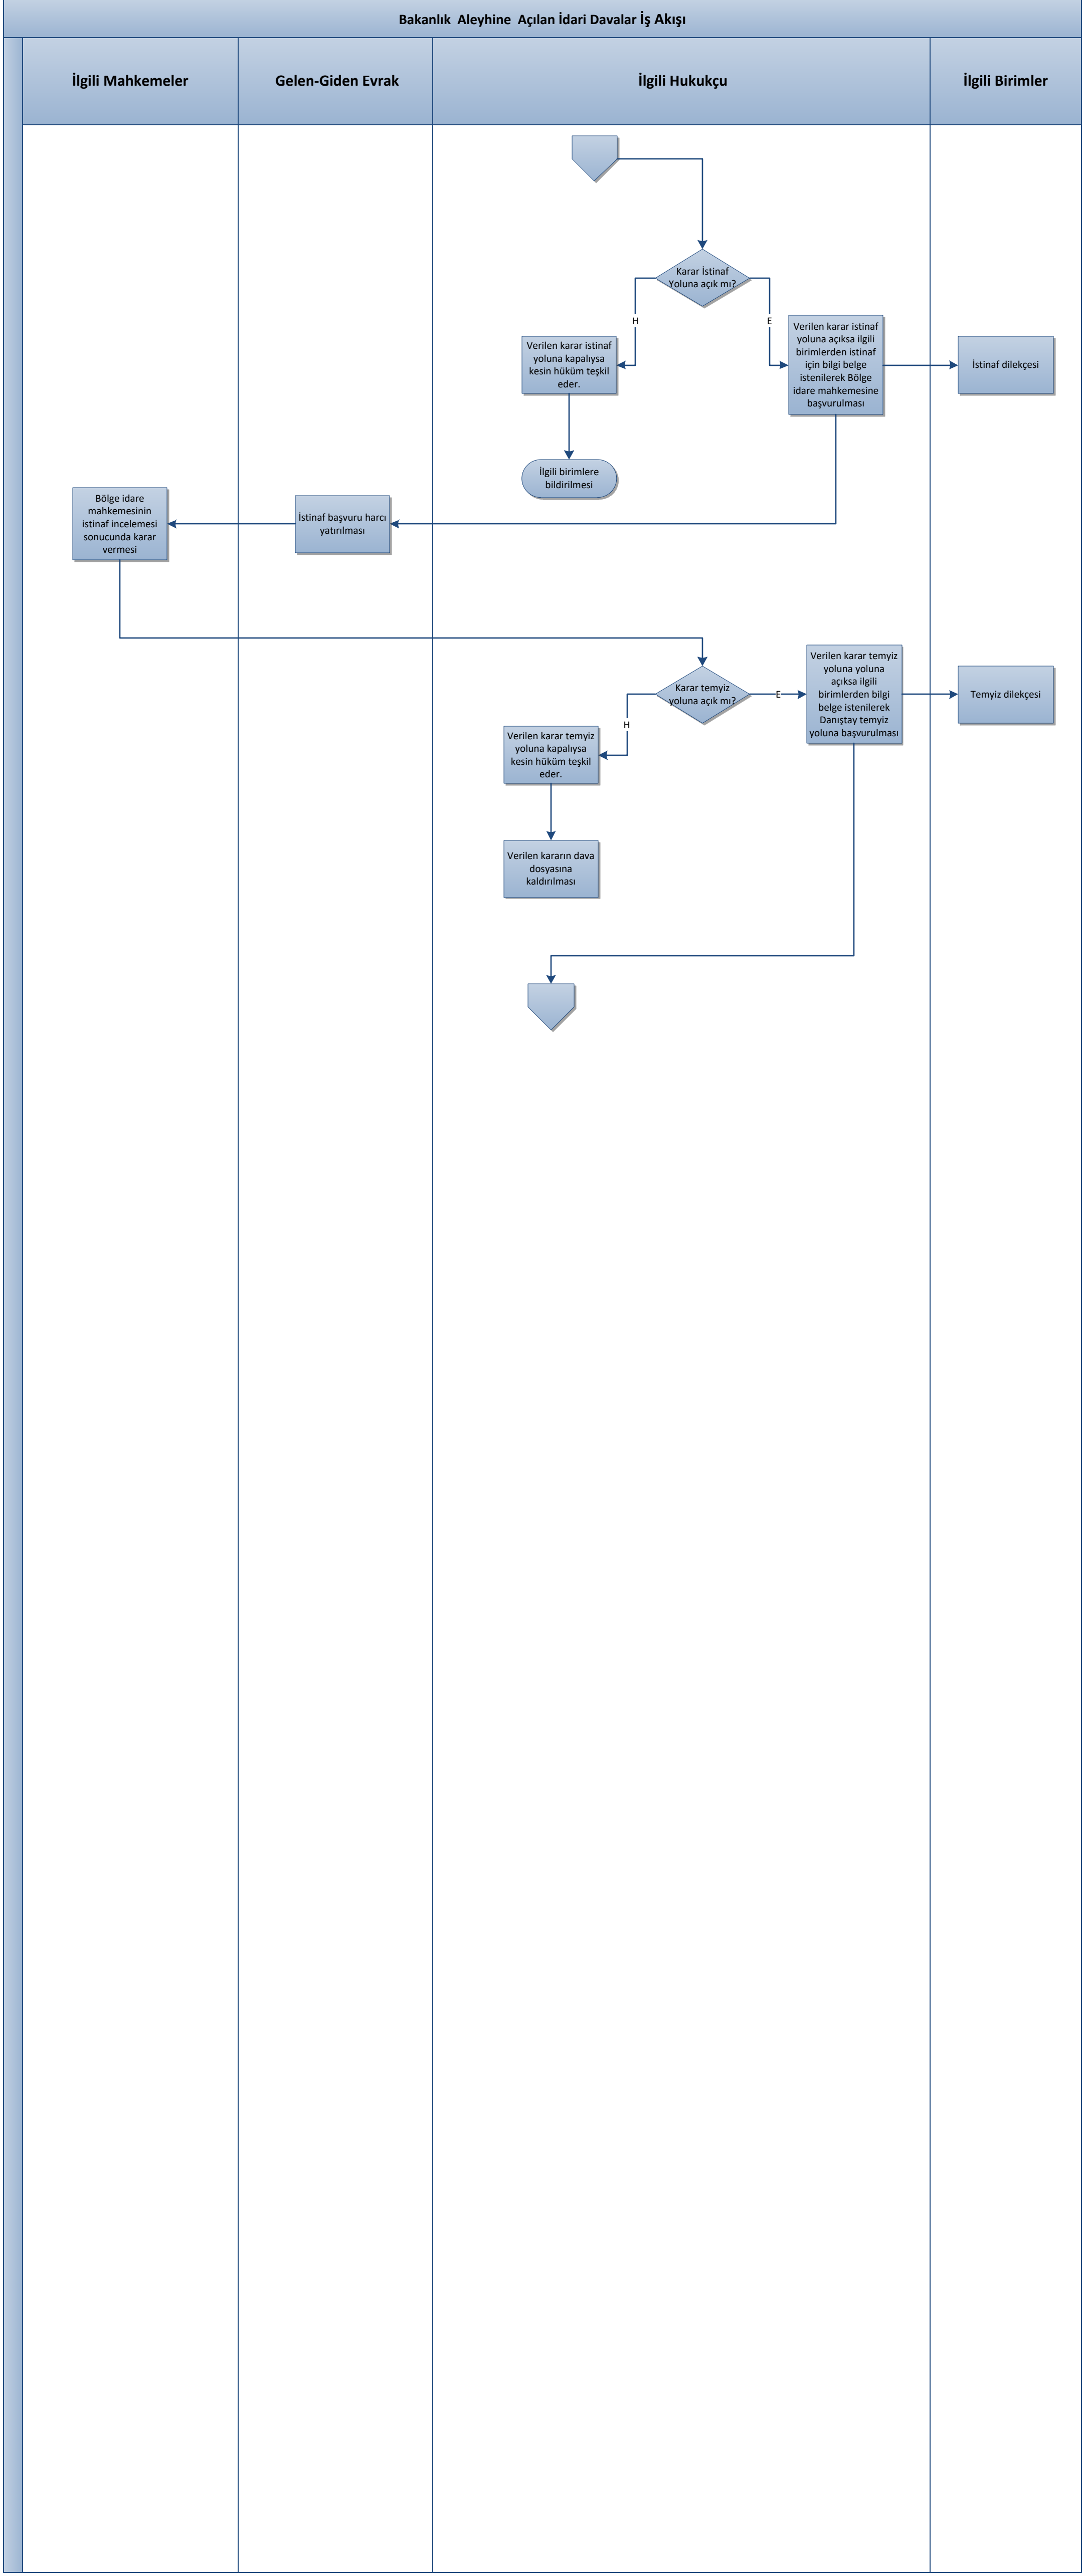 Bakanlık Aleyhine Açılan İdari Davalar İş Akışı
İlgili Mahkemeler
Gelen-Giden Evrak
İlgili Hukukçu
İlgili Birimler
Karar İstinaf
Yoluna açık mı?
H
E
Verilen karar istinaf
yoluna kapalıysa
kesin hüküm teşkil
eder.
Verilen karar istinaf
yoluna açıksa ilgili
birimlerden istinaf
için bilgi belge
istenilerek Bölge
idare mahkemesine
başvurulması
İstinaf dilekçesi
İlgili birimlere
bildirilmesi
Bölge idare
mahkemesinin
istinaf incelemesi
sonucunda karar
vermesi
İstinaf başvuru harcı
yatırılması
Karar temyiz
yoluna açık mı?
E
H
Verilen karar temyiz
yoluna yoluna
açıksa ilgili
birimlerden bilgi
belge istenilerek
Danıştay temyiz
yoluna başvurulması
Temyiz dilekçesi
Verilen karar temyiz
yoluna kapalıysa
kesin hüküm teşkil
eder.
Verilen kararın dava
dosyasına
kaldırılması